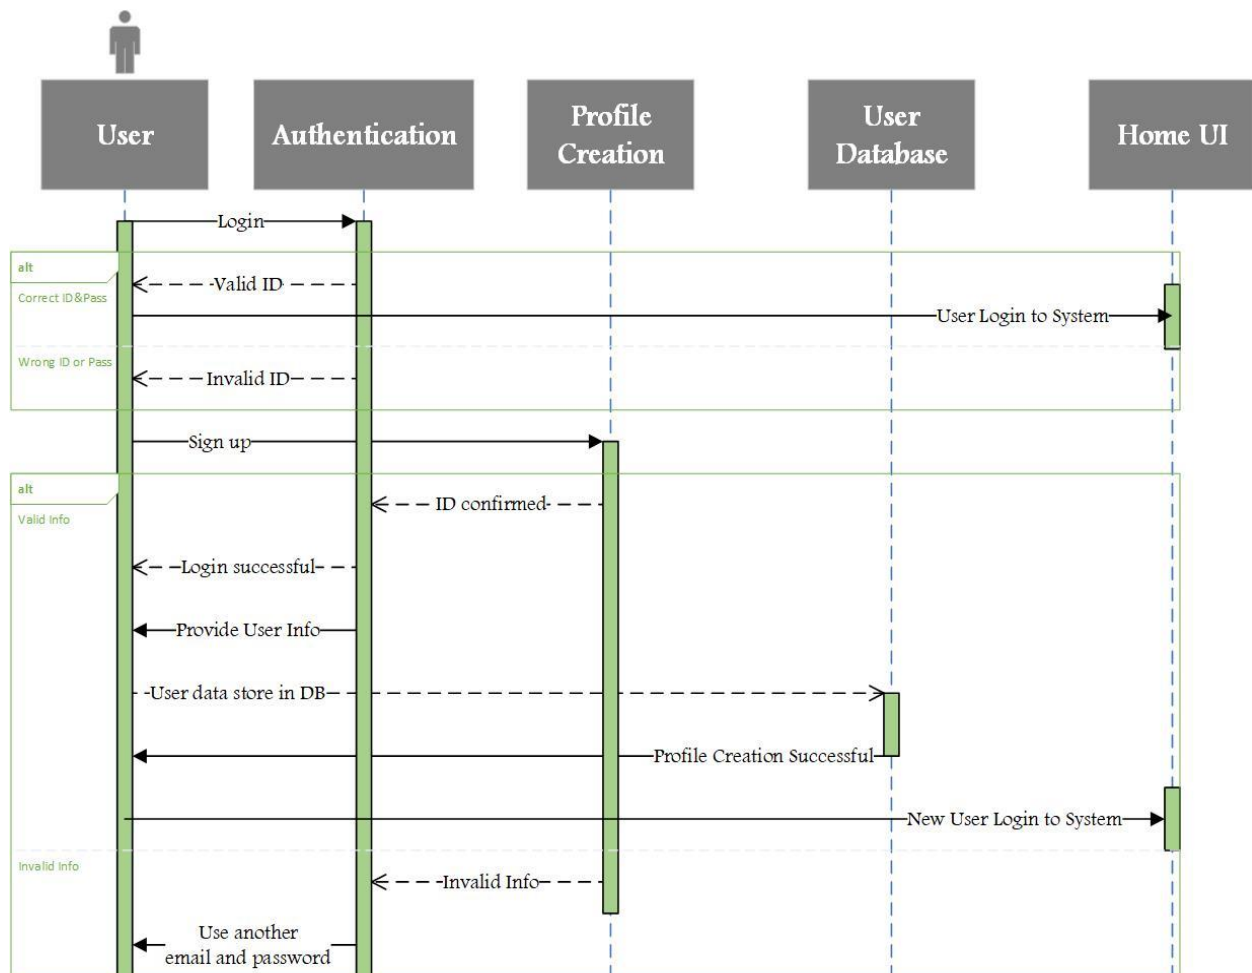 User
Authentication
Profile
Creation
User
Database
Home UI
Login
alt
Valid ID
Correct ID&Pass
User Login to System
Wrong ID or Pass
Invalid ID
Sign up
alt
ID confirmed
Valid Info
Login successful
Provide User Info
User data store in DB
Profile Creation Successful
New User Login to System
Invalid Info
Invalid Info
Use another
email and password